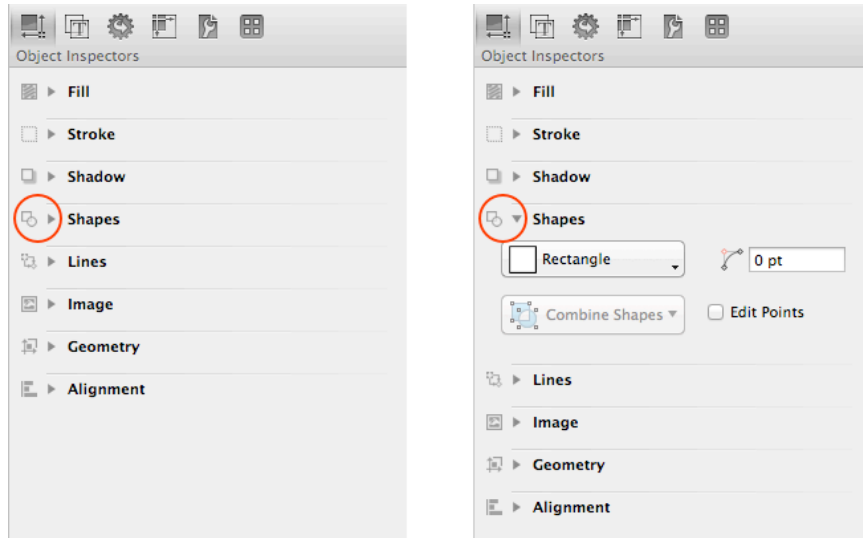 Object Inspectors
Fill
Stroke
Shadow
Shapes
Lines
Image
Geometry
Alignment
Object Inspectors
Fill
Stroke
Shadow
Shapes
Rectangle
0 pt
Combine Shapes
Edit Points
Lines
Image
Geometry
Alignment